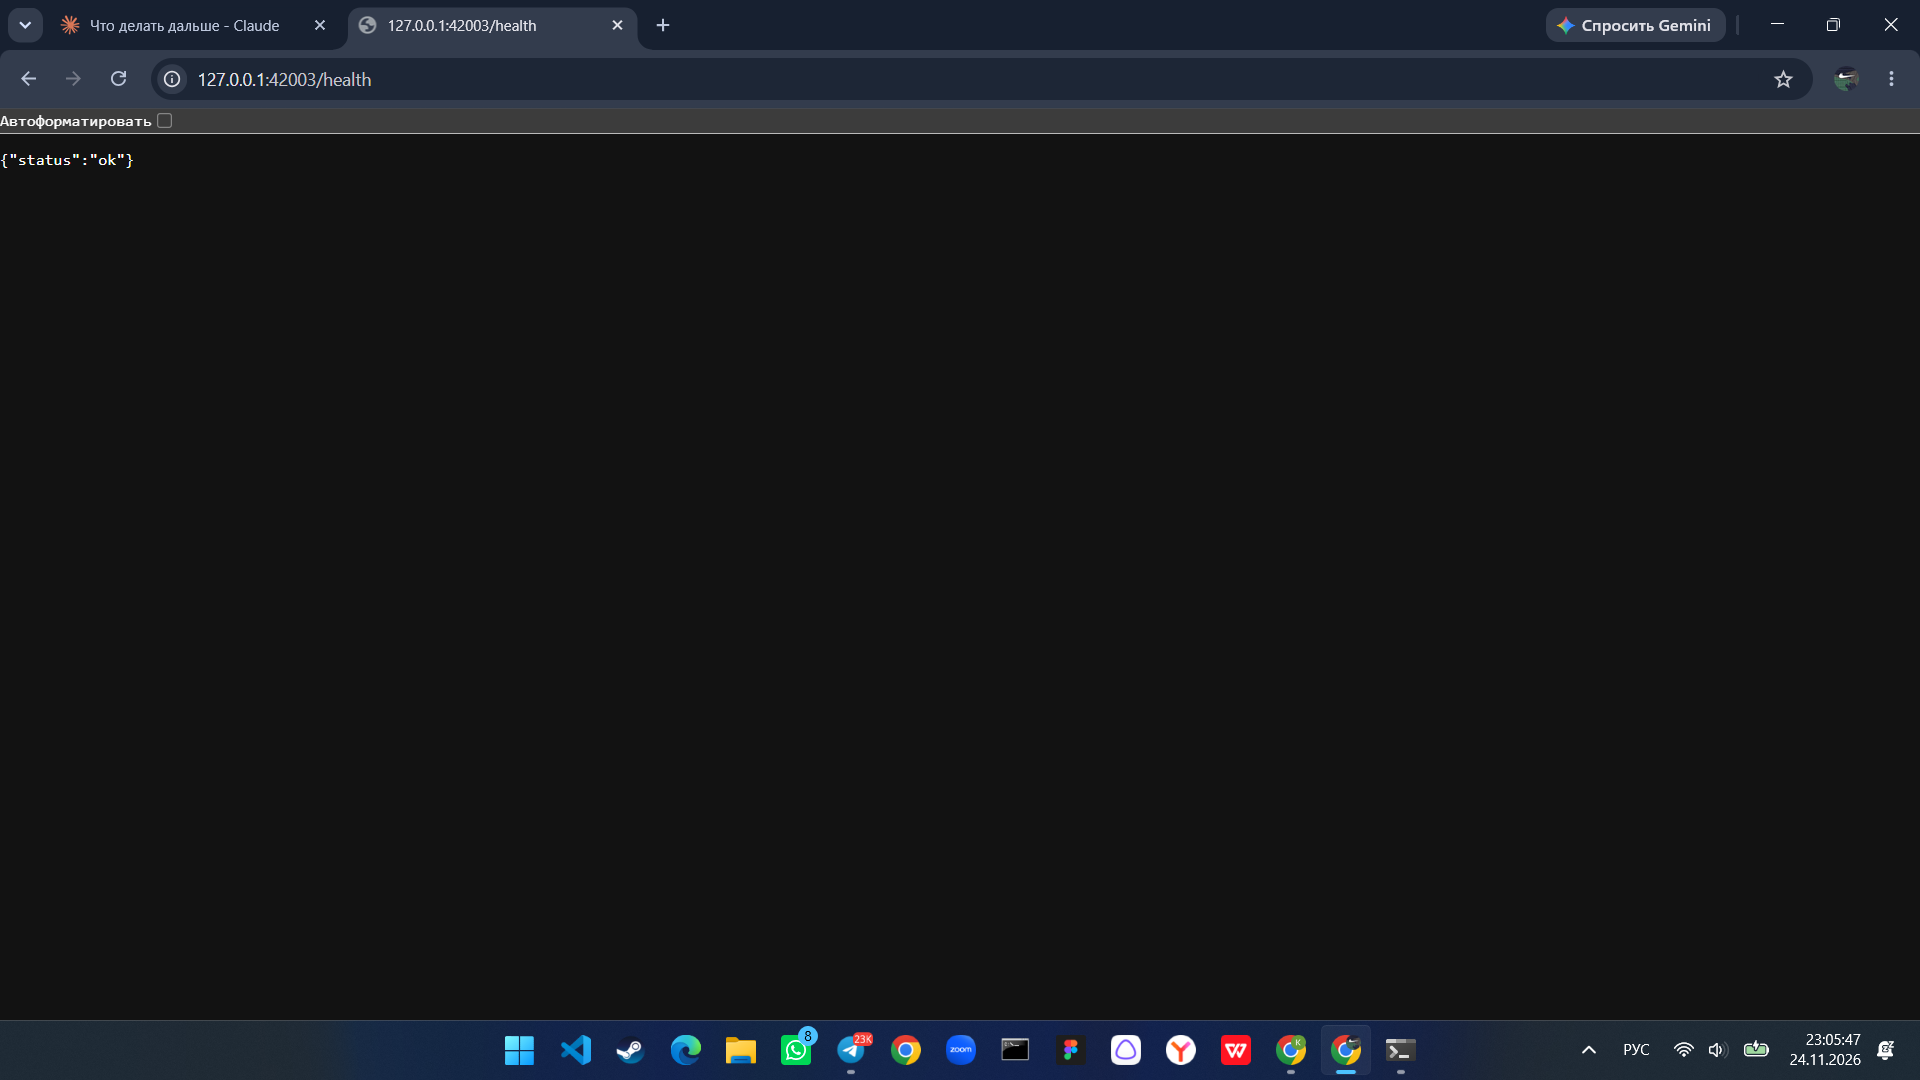 Что делать дальше - Claude
127.0.0.1:42003/health
Спросить Gemini
127.0.0.1:42003/health
Автоформатировать
{"status":"ok"}
8
23K
zoom
K
РУС
23:05:47
24.11.2026